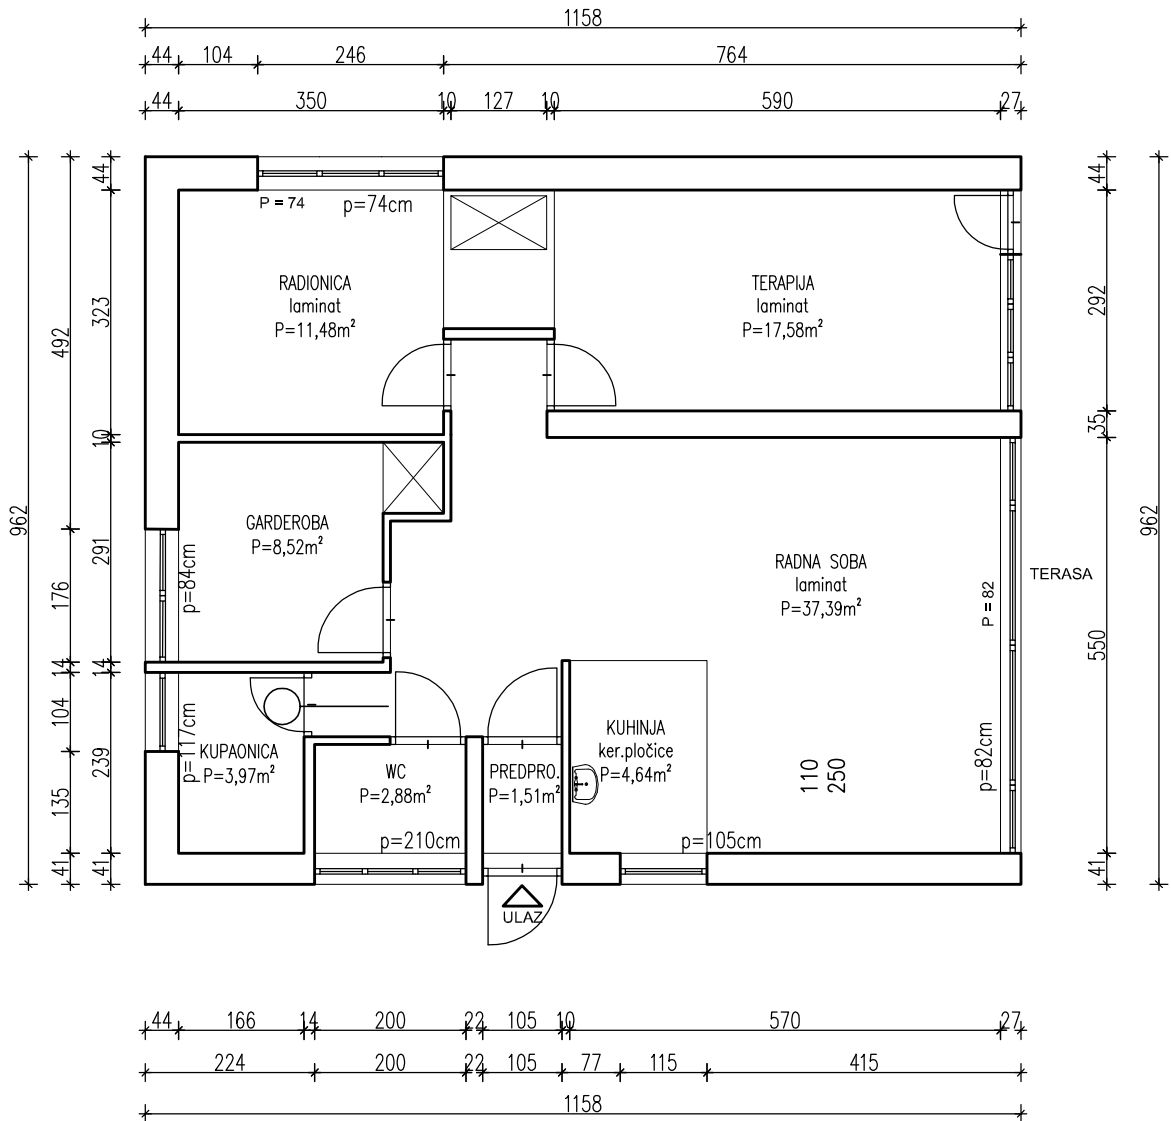 1158
44 104 246 764
44 350 10 127 10 590 27
P = 74
p=74cm
RADIONICA
laminat
P=11,48m²
TERAPIJA
laminat
P=17,58m²
GARDEROBA
P=8,52m²
p=84cm
RADNA SOBA
laminat
P=37,39m²
P = 82
TERASA
p=117cm
KUPAONICA
P=3,97m²
WC
P=2,88m²
p=210cm
PREDPRO.
P=1,51m²
KUHINJA
ker.pločice
P=4,64m²
p=105cm
110
250
p=82cm
ULAZ
962
492
176
14
104
135
41
44
323
10
291
14
239
41
44
292
35
550
41
962
44 166 14 200 22 105 10 570 27
224 200 22 105 77 115 415
1158